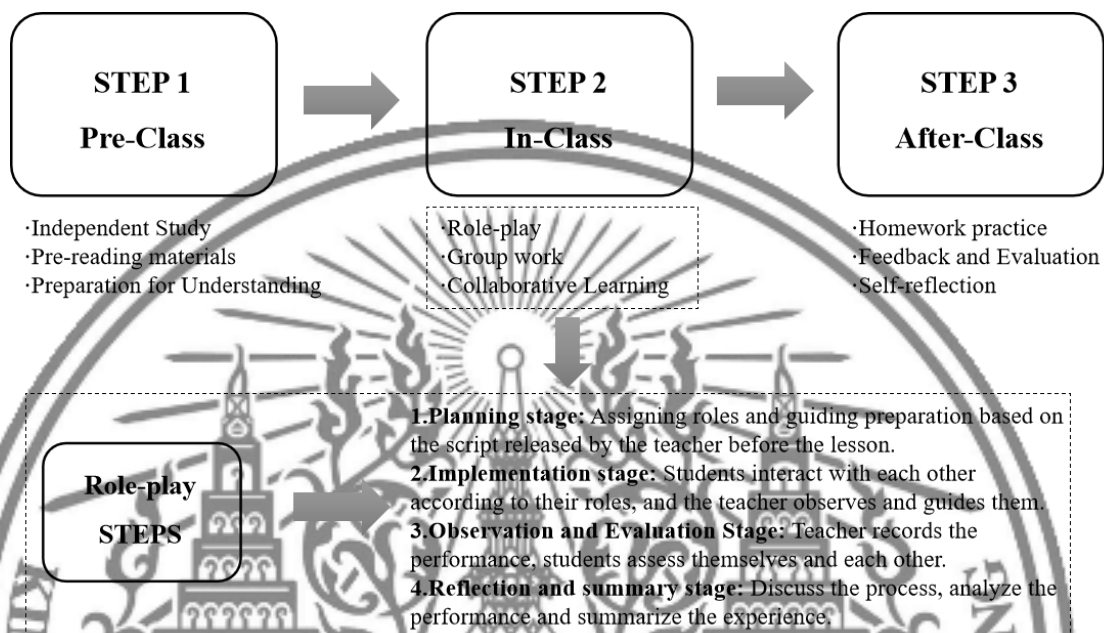 STEP 1
Pre-Class
STEP 2
In-Class
STEP 3
After-Class
·Independent Study
·Pre-reading materials
·Preparation for Understanding
·Role-play
·Group work
·Collaborative Learning
·Homework practice
·Feedback and Evaluation
·Self-reflection
Role-play
STEPS
1.Planning stage: Assigning roles and guiding preparation based on
the script released by the teacher before the lesson.
2.Implementation stage: Students interact with each other
according to their roles, and the teacher observes and guides them.
3.Observation and Evaluation Stage: Teacher records the
performance, students assess themselves and each other.
4.Reflection and summary stage: Discuss the process, analyze the
performance and summarize the experience.